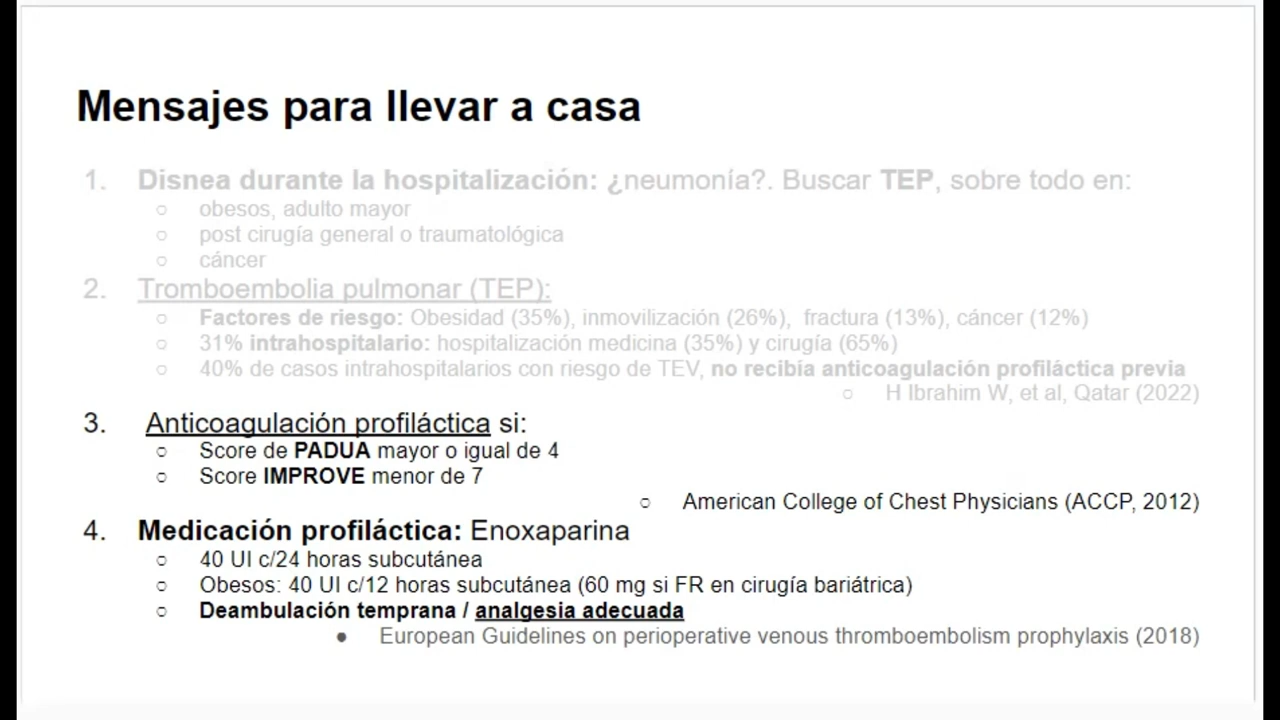 Mensajes para llevar a casa
1. Disnea durante la hospitalización: ¿neumonía?. Buscar TEP, sobre todo en:
○ obesos, adulto mayor
○ post cirugía general o traumatológica
○ cáncer
2. Tromboembolia pulmonar (TEP):
○ Factores de riesgo: Obesidad (35%), inmovilización (26%), fractura (13%), cáncer (12%)
○ 31% intrahospitalario: hospitalización medicina (35%) y cirugía (65%)
○ 40% de casos intrahospitalarios con riesgo de TEV, no recibía anticoagulación profiláctica previa
○ H Ibrahim W, et al, Qatar (2022)
3. Anticoagulación profiláctica si:
○ Score de PADUA mayor o igual de 4
○ Score IMPROVE menor de 7
○ American College of Chest Physicians (ACCP, 2012)
4. Medicación profiláctica: Enoxaparina
○ 40 UI c/24 horas subcutánea
○ Obesos: 40 UI c/12 horas subcutánea (60 mg si FR en cirugía bariátrica)
○ Deambulación temprana / analgesia adecuada
● European Guidelines on perioperative venous thromboembolism prophylaxis (2018)